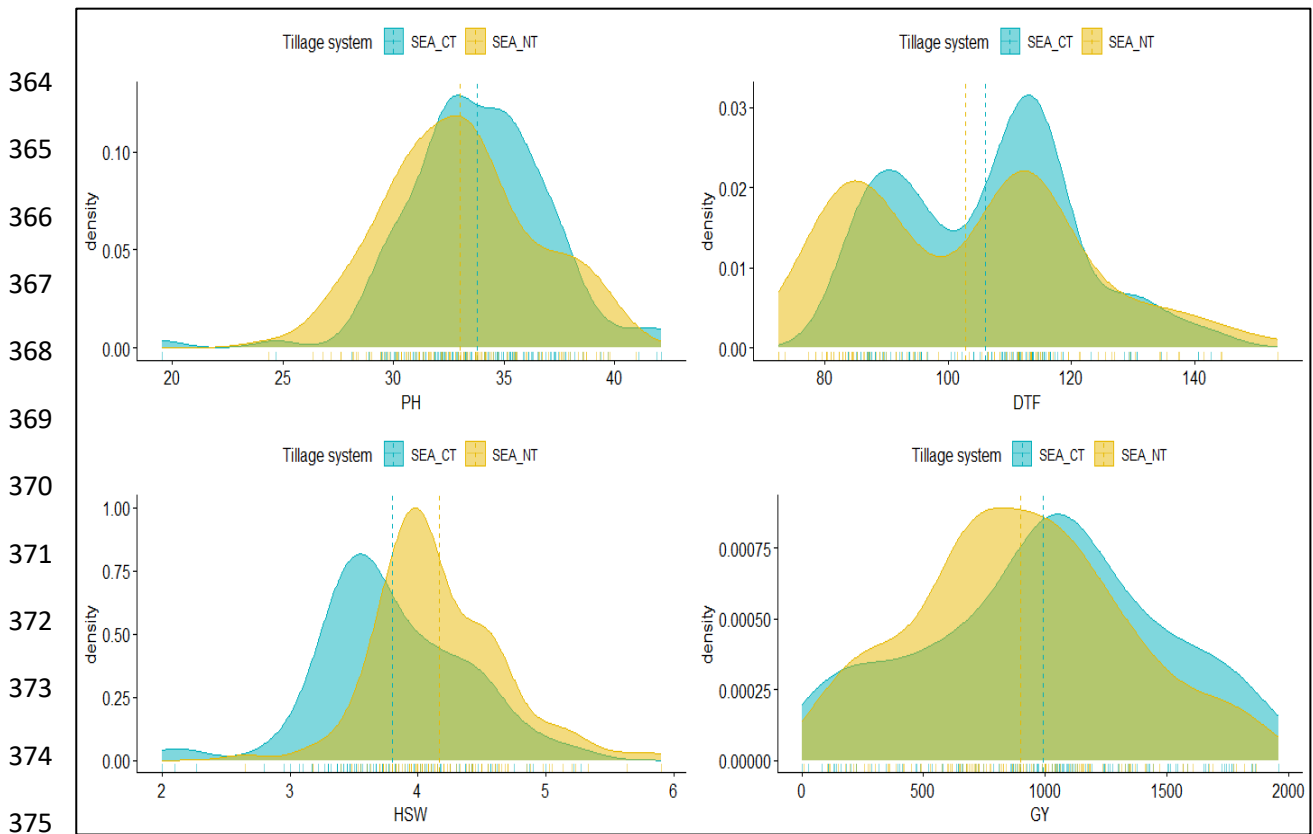 Tillage system SEA_CT SEA_NT
Tillage system SEA_CT SEA_NT
364
365
366
367
368
369
370
371
372
373
374
375
density
0.10
0.05
0.00
20 25 30 35 40
PH
density
0.03
0.02
0.01
0.00
80 100 120 140
DTF
Tillage system SEA_CT SEA_NT
Tillage system SEA_CT SEA_NT
density
1.00
0.75
0.50
0.25
0.00
2 3 4 5 6
HSW
density
0.00075
0.00050
0.00025
0.00000
0 500 1000 1500 2000
GY